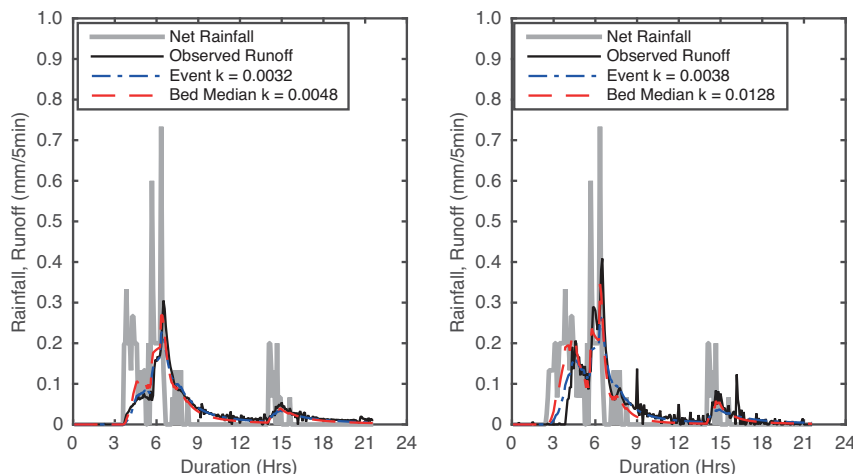 1.0
0.9
0.8
0.7
0.6
0.5
0.4
0.3
0.2
0.1
0
Rainfall, Runoff (mm/5min)
Net Rainfall
Observed Runoff
Event k = 0.0032
Bed Median k = 0.0048
0 3 6 9 12 15 18 21 24
Duration (Hrs)
1.0
0.9
0.8
0.7
0.6
0.5
0.4
0.3
0.2
0.1
0
Rainfall, Runoff (mm/5min)
Net Rainfall
Observed Runoff
Event k = 0.0038
Bed Median k = 0.0128
0 3 6 9 12 15 18 21 24
Duration (Hrs)